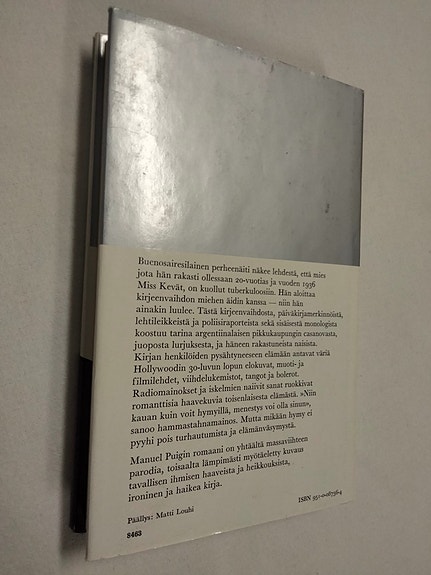 Buenosairesilainen perheenäiti näkee lehdestä, että mies
jota hän rakasti ollessaan 20-vuotias ja vuoden 1936
Miss Kevät, on kuollut tuberkuloosiin. Hän aloittaa
kirjeenvaihdon miehen äidin kanssa — niin hän
ainakin luulee. Tästä kirjeenvaihdosta, päiväkirjamerkinnöistä,
lehtileikkeistä ja poliisiraporteista sekä sisäisestä monologista
koostuu tarina argentiinalaisen pikkukaupungin casanovasta,
juoposta lurjuksesta, ja häneen rakastuneista naisista.
Kirjan henkilöiden pysähtyneeseen elämään antavat väriä
Hollywoodin 30-luvun lopun elokuvat, muoti- ja
filmilehdet, viihdelukemistot, tangot ja bolerot.
Radiomainokset ja iskelmien naiivit sanat ruokkivat
romanttisia haavekuvia toisenlaisesta elämästä. »Niin
kauan kuin voit hymyillä, menestys voi olla sinun»,
sanoo hammastahnamainos. Mutta mikään hymy ei
pyyhi pois turhautumista ja elämänväsymystä.
Manuel Puigin romaani on yhtäältä massaviihteen
parodia, toisaalta lämpimästi myötäeletty kuvaus
tavallisen ihmisen haaveista ja heikkouksista,
ironinen ja haikea kirja.
ISBN 951-0-08736-4
Päällys: Matti Louhi
8463